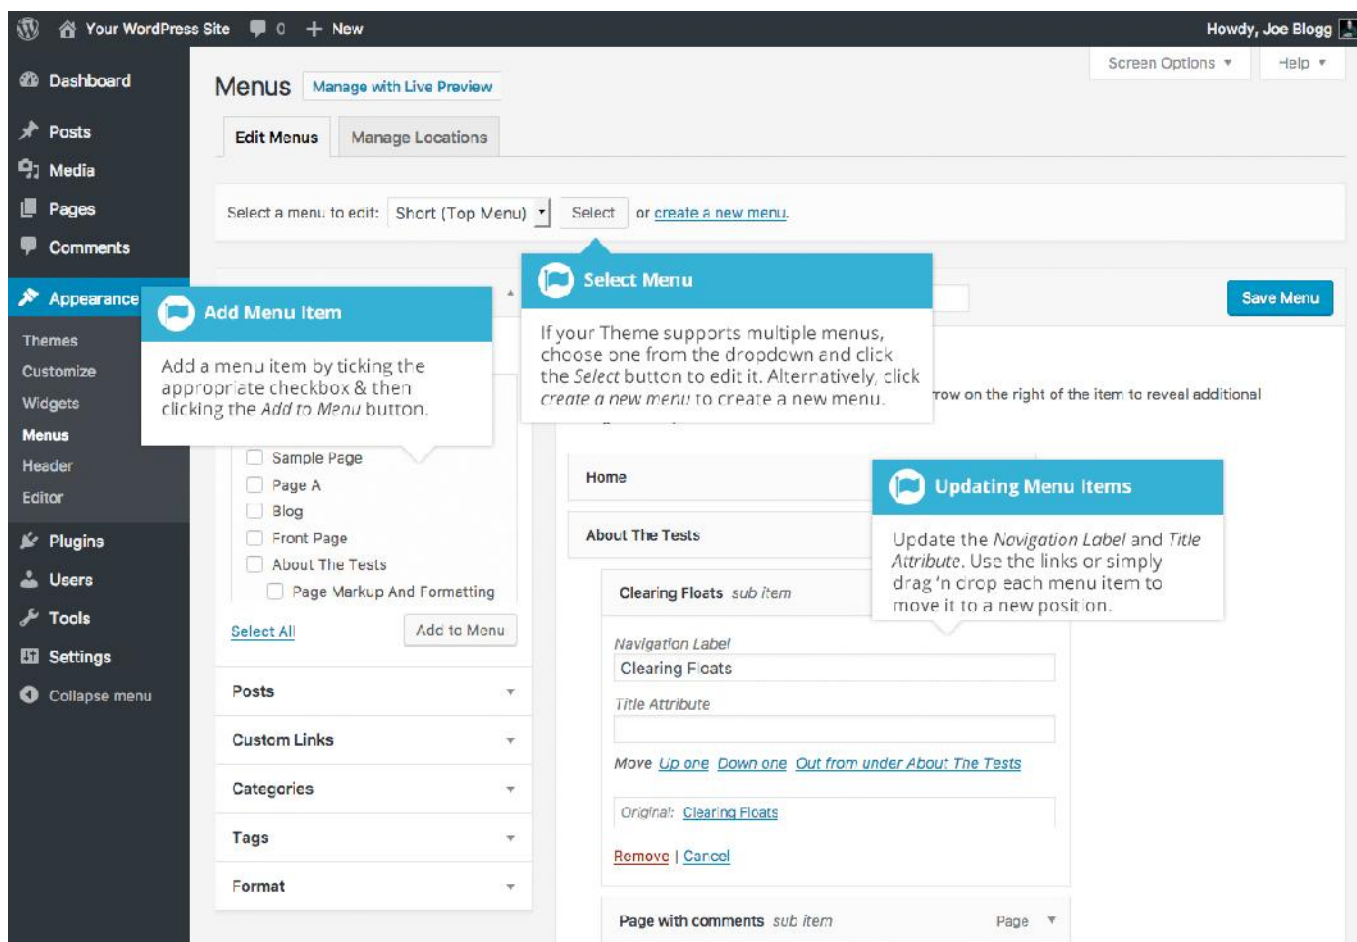 Your WordPress Site 0 + New
Howdy, Joe Blogg
Dashboard
Posts
Media
Pages
Comments
Appearance
Themes
Customize
Widgets
Menus
Header
Editor
Plugins
Users
Tools
Settings
Collapse menu
Screen Options
Help
Menus Manage with Live Preview
Edit Menus Manage Locations
Select a menu to edit: Short (Top Menu) Select or create a new menu.
Add Menu Item
Add a menu item by ticking the
appropriate checkbox & then
clicking the Add to Menu button.
Select Menu
If your Theme supports multiple menus,
choose one from the dropdown and click
the Select button to edit it. Alternatively, click
create a new menu to create a new menu.
Save Menu
on the right of the item to reveal additional
Sample Page
Page A
Blog
Front Page
About The Tests
Page Markup And Formatting
Select All
Add to Menu
Posts
Custom Links
Categories
Tags
Format
Home
About The Tests
Updating Menu Items
Update the Navigation Label and Title
Attribute. Use the links or simply
drag 'n drop each menu item to
move it to a new position.
Clearing Floats sub item
Navigation Label
Clearing Floats
Title Attribute
Move Up one Down one Out from under About The Tests
Original: Clearing Floats
Remove | Cancel
Page with comments sub item Page